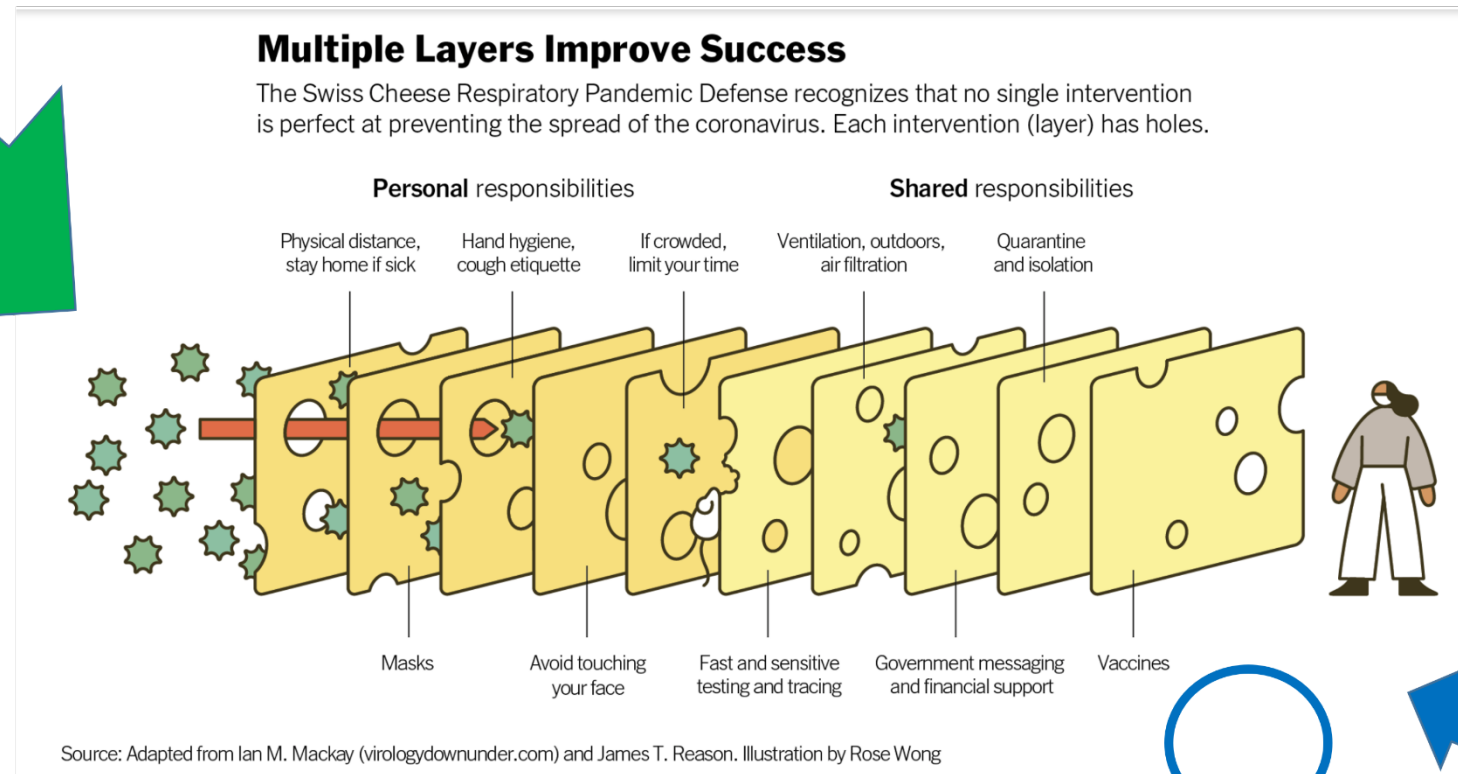 Multiple Layers Improve Success
The Swiss Cheese Respiratory Pandemic Defense recognizes that no single intervention
is perfect at preventing the spread of the coronavirus. Each intervention (layer) has holes.
Personal responsibilities
Shared responsibilities
Physical distance,
stay home if sick
Hand hygiene,
cough etiquette
If crowded,
limit your time
Ventilation, outdoors,
air filtration
Quarantine
and isolation
Masks
Avoid touching
your face
Fast and sensitive
testing and tracing
Government messaging
and financial support
Vaccines
Source: Adapted from Ian M. Mackay (virologydownunder.com) and James T. Reason. Illustration by Rose Wong